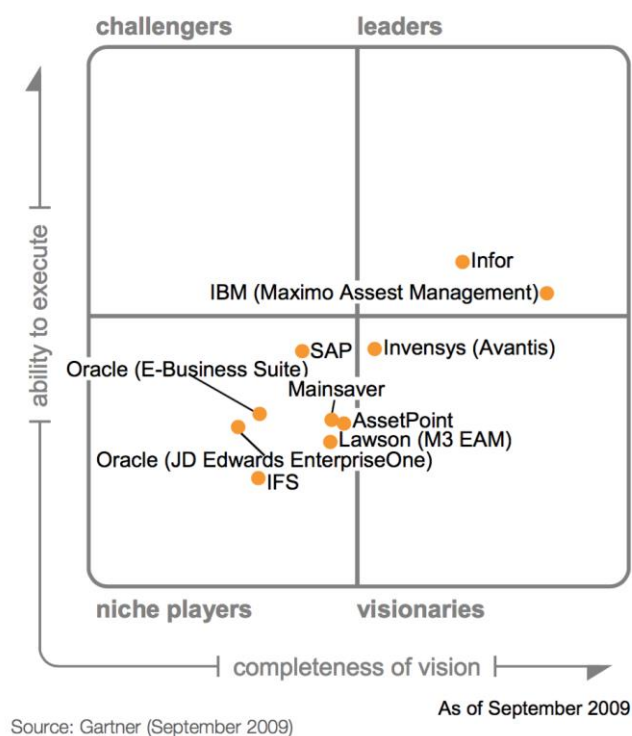 challengers
leaders
ability to execute
Infor
IBM (Maximo Assest Management)
SAP
Invensys (Avantis)
Oracle (E-Business Suite)
Mainsaver
AssetPoint
Lawson (M3 EAM)
Oracle (JD Edwards EnterpriseOne)
IFS
niche players
visionaries
completeness of vision
As of September 2009
Source: Gartner (September 2009)